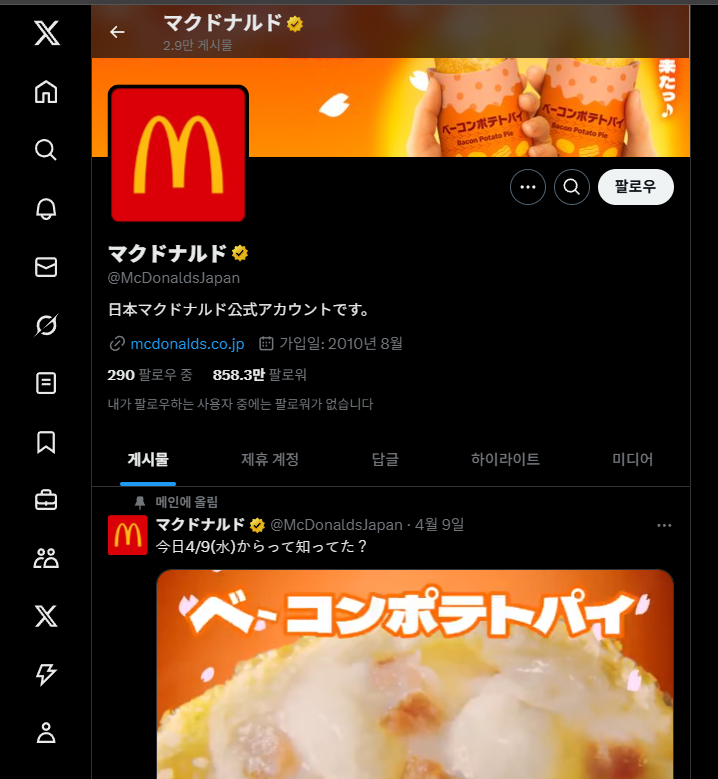 マクドナルド
2.9만 게시물
来たっ♪
ベーコンポテトパイ
Bacon Potato Pie
ベーコンポテトパイ
Bacon Potato Pie
팔로우
マクドナルド
@McDonaldsJapan
日本マクドナルド公式アカウントです。
mcdonalds.co.jp 가입일: 2010년 8월
290 팔로우 중 858.3만 팔로워
내가 팔로우하는 사용자 중에는 팔로워가 없습니다
게시물 제휴 계정 답글 하이라이트 미디어
메인에 올림
マクドナルド @McDonaldsJapan · 4월 9일
今日4/9(水)からって知ってた？
ベーコンポテトパイ